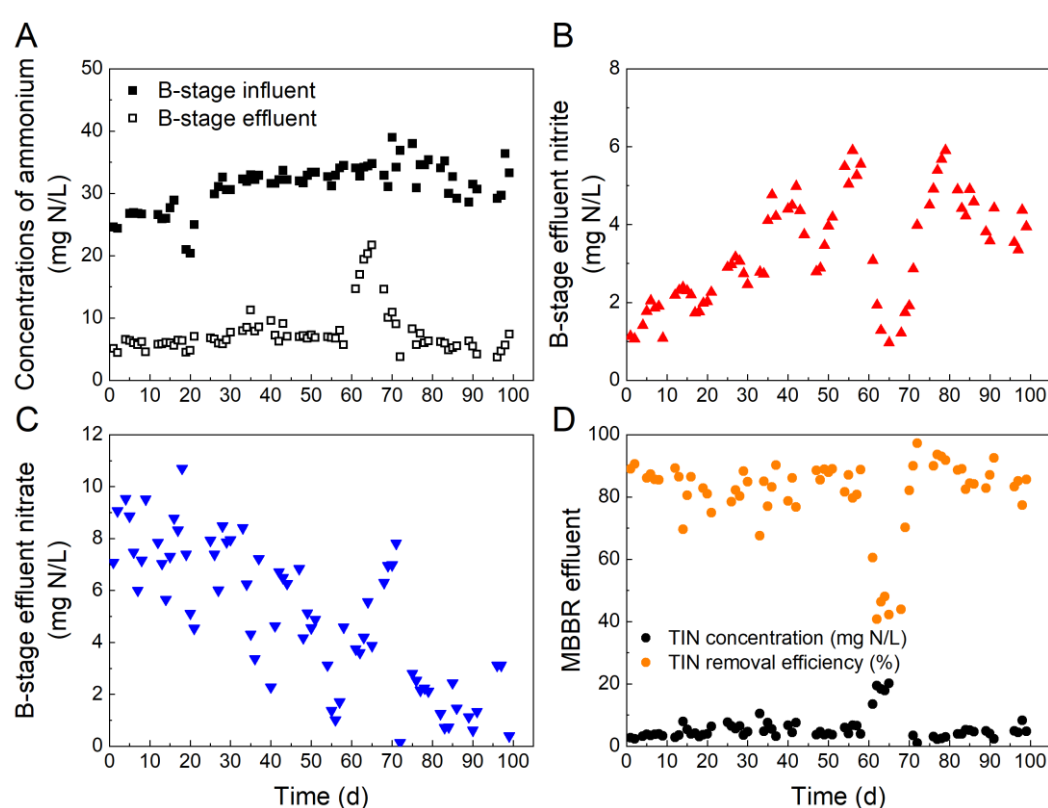 A
Concentrations of ammonium
(mg N/L)
50
40
30
20
10
0
B-stage influent
B-stage effluent
0 10 20 30 40 50 60 70 80 90 100
B
B-stage effluent nitrite
(mg N/L)
8
6
4
2
0
0 10 20 30 40 50 60 70 80 90 100
C
B-stage effluent nitrate
(mg N/L)
12
10
8
6
4
2
0
0 10 20 30 40 50 60 70 80 90 100
Time (d)
D
MBBR effluent
100
80
60
40
20
0
TIN concentration (mg N/L)
TIN removal efficiency (%)
0 10 20 30 40 50 60 70 80 90 100
Time (d)